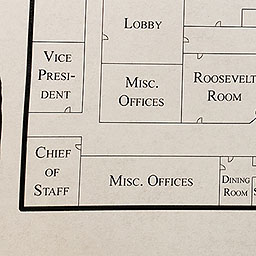 LOBBY
VICE
PRESI-
DENT
MISC.
OFFICES
ROOSEVELT
ROOM
CHIEF
OF
STAFF
MISC. OFFICES
DINING
ROOM
S